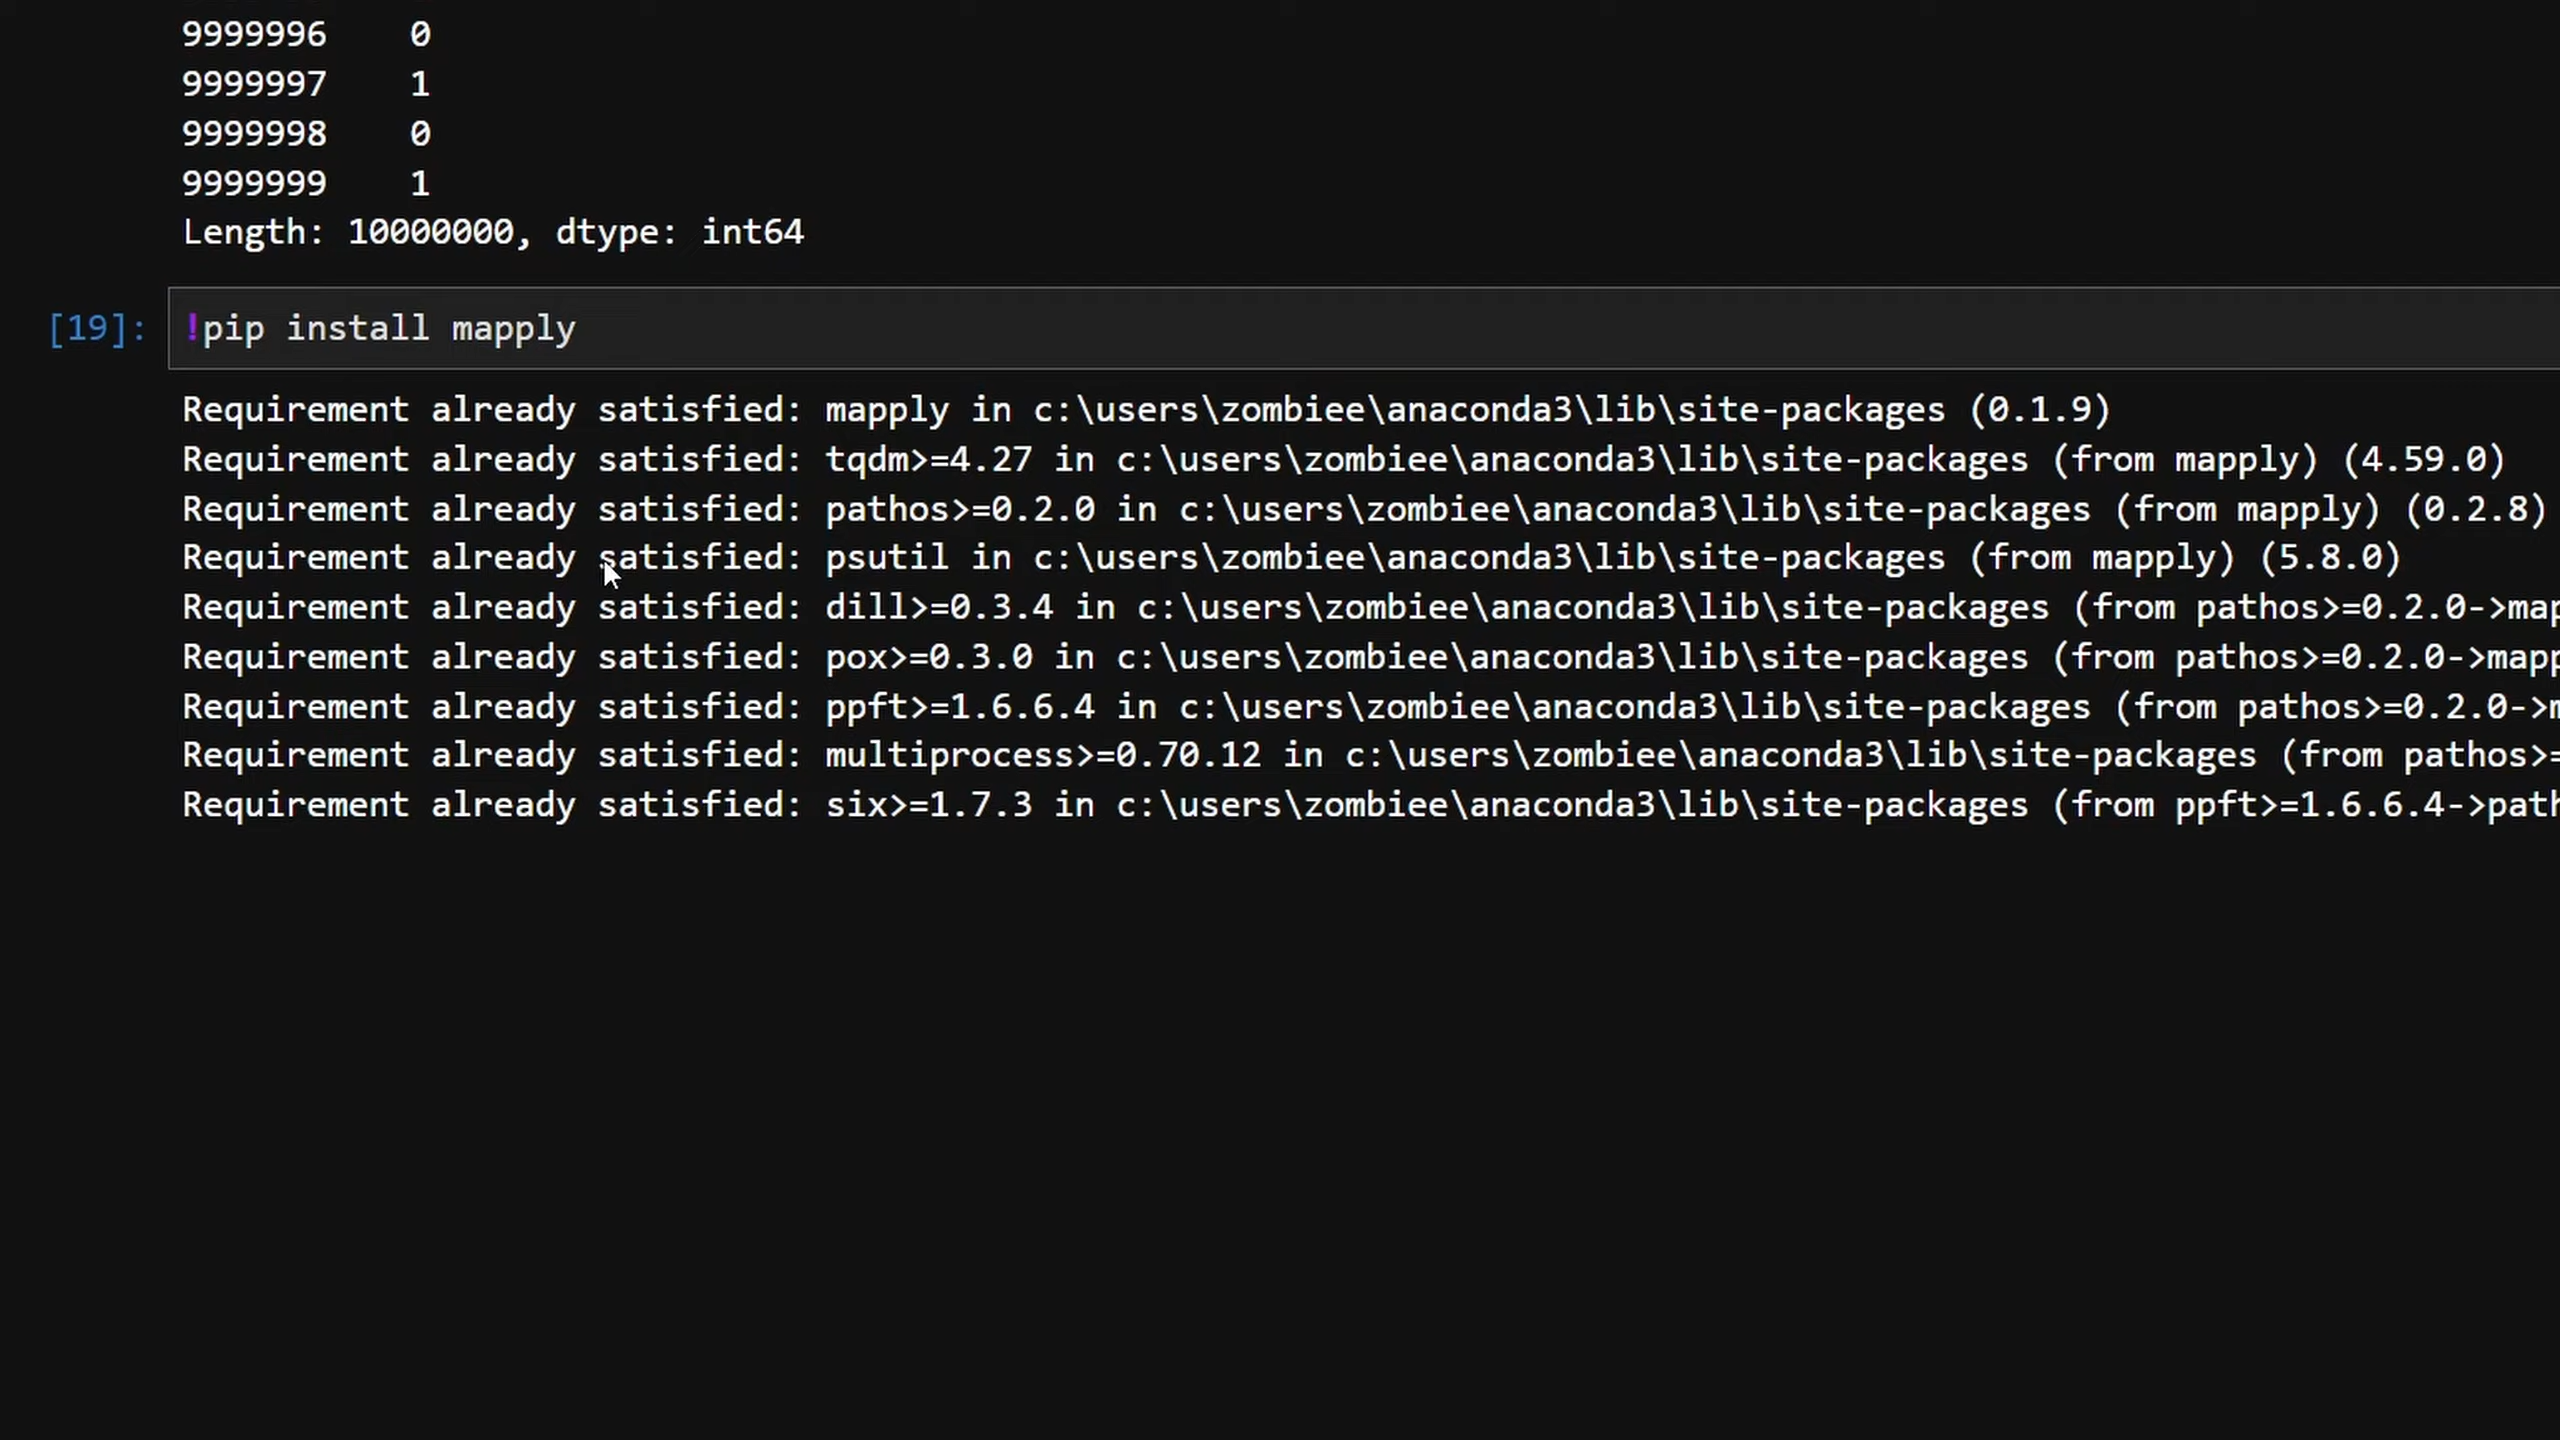 9999996 0
9999997 1
9999998 0
9999999 1
Length: 10000000, dtype: int64
[19]: !pip install mapply
Requirement already satisfied: mapply in c:\users\zombiee\anaconda3\lib\site-packages (0.1.9)
Requirement already satisfied: tqdm>=4.27 in c:\users\zombiee\anaconda3\lib\site-packages (from mapply) (4.59.0)
Requirement already satisfied: pathos>=0.2.0 in c:\users\zombiee\anaconda3\lib\site-packages (from mapply) (0.2.8)
Requirement already satisfied: psutil in c:\users\zombiee\anaconda3\lib\site-packages (from mapply) (5.8.0)
Requirement already satisfied: dill>=0.3.4 in c:\users\zombiee\anaconda3\lib\site-packages (from pathos>=0.2.0->map
Requirement already satisfied: pox>=0.3.0 in c:\users\zombiee\anaconda3\lib\site-packages (from pathos>=0.2.0->mapp
Requirement already satisfied: ppft>=1.6.6.4 in c:\users\zombiee\anaconda3\lib\site-packages (from pathos>=0.2.0->m
Requirement already satisfied: multiprocess>=0.70.12 in c:\users\zombiee\anaconda3\lib\site-packages (from pathos>=
Requirement already satisfied: six>=1.7.3 in c:\users\zombiee\anaconda3\lib\site-packages (from ppft>=1.6.6.4->path